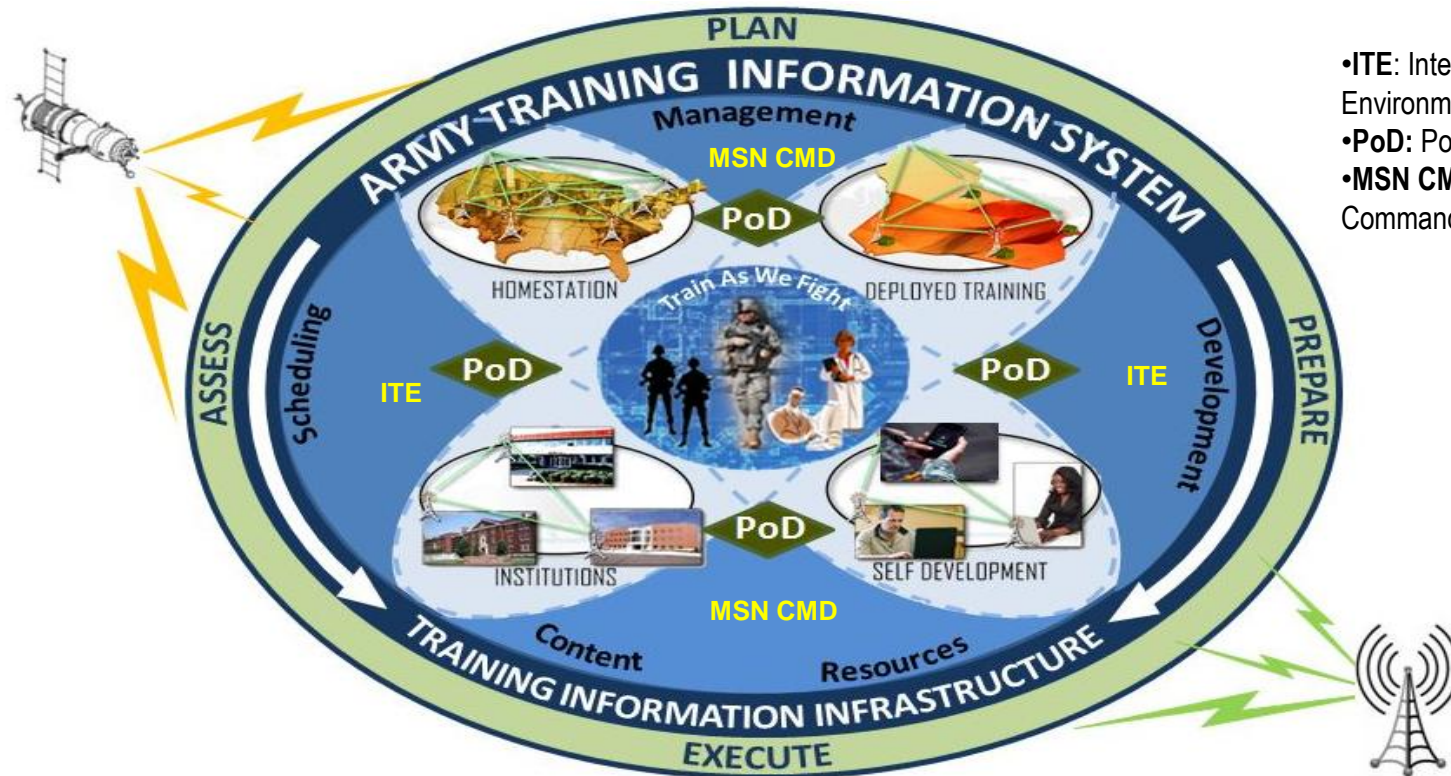 PLAN
ARMY TRAINING INFORMATION SYSTEM
Management
MSN CMD
PoD
HOMESTATION
DEPLOYED TRAINING
Train As We Fight
ASSESS
Scheduling
ITE
PoD
PoD
ITE
Development
PREPARE
INSTITUTIONS
PoD
SELF DEVELOPMENT
MSN CMD
Content
Resources
TRAINING INFORMATION INFRASTRUCTURE
EXECUTE
•ITE: Inte
Environm
•PoD: Po
•MSN CM
Command